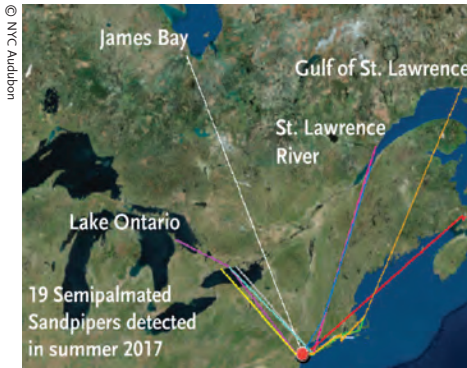 © NYC Audubon
James Bay
Gulf of St. Lawrence
St. Lawrence
River
Lake Ontario
19 Semipalmated
Sandpipers detected
in summer 2017